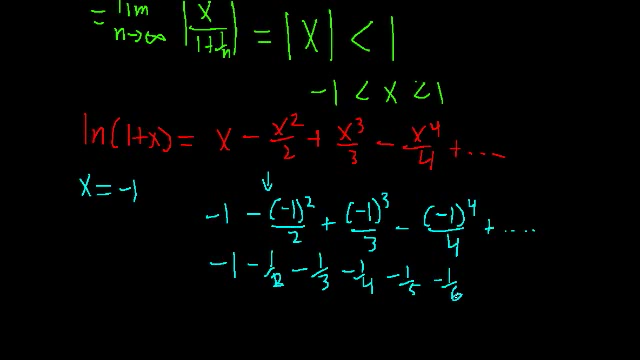 = lim n→∞ |x/(1+1/n)| = |x| < 1
-1 < x < 1
ln(1+x) = x - x²/2 + x³/3 - x⁴/4 + ....
x = -1
↓
-1 - (-1)²/2 + (-1)³/3 - (-1)⁴/4 + ....
-1 - 1/2 - 1/3 - 1/4 - 1/5 - 1/6